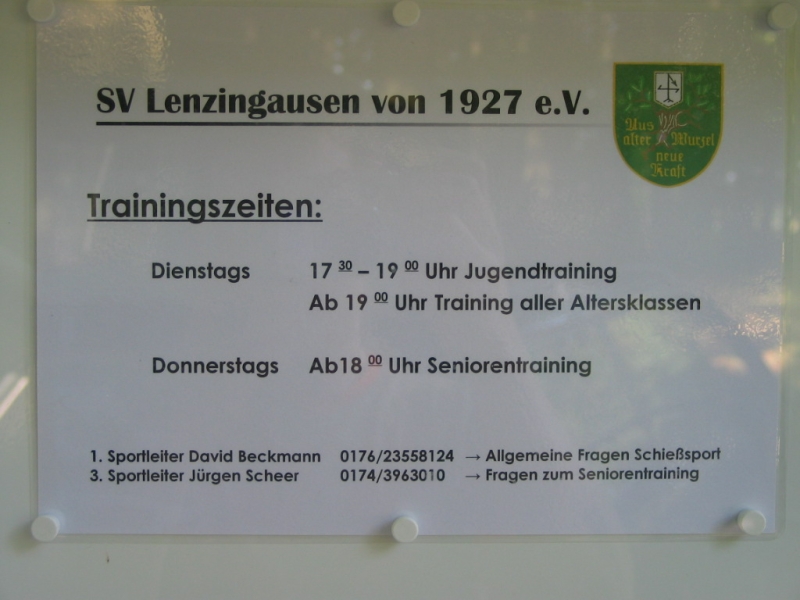 SV Lenzingausen von 1927 e.V.
Aus
alter Wurzel
neue
Kraft
Trainingszeiten:
Dienstags 17 30 – 19 00 Uhr Jugendtraining
Ab 19 00 Uhr Training aller Altersklassen
Donnerstags Ab18 00 Uhr Seniorentraining
1. Sportleiter David Beckmann 0176/23558124 → Allgemeine Fragen Schießsport
3. Sportleiter Jürgen Scheer 0174/3963010 → Fragen zum Seniorentraining